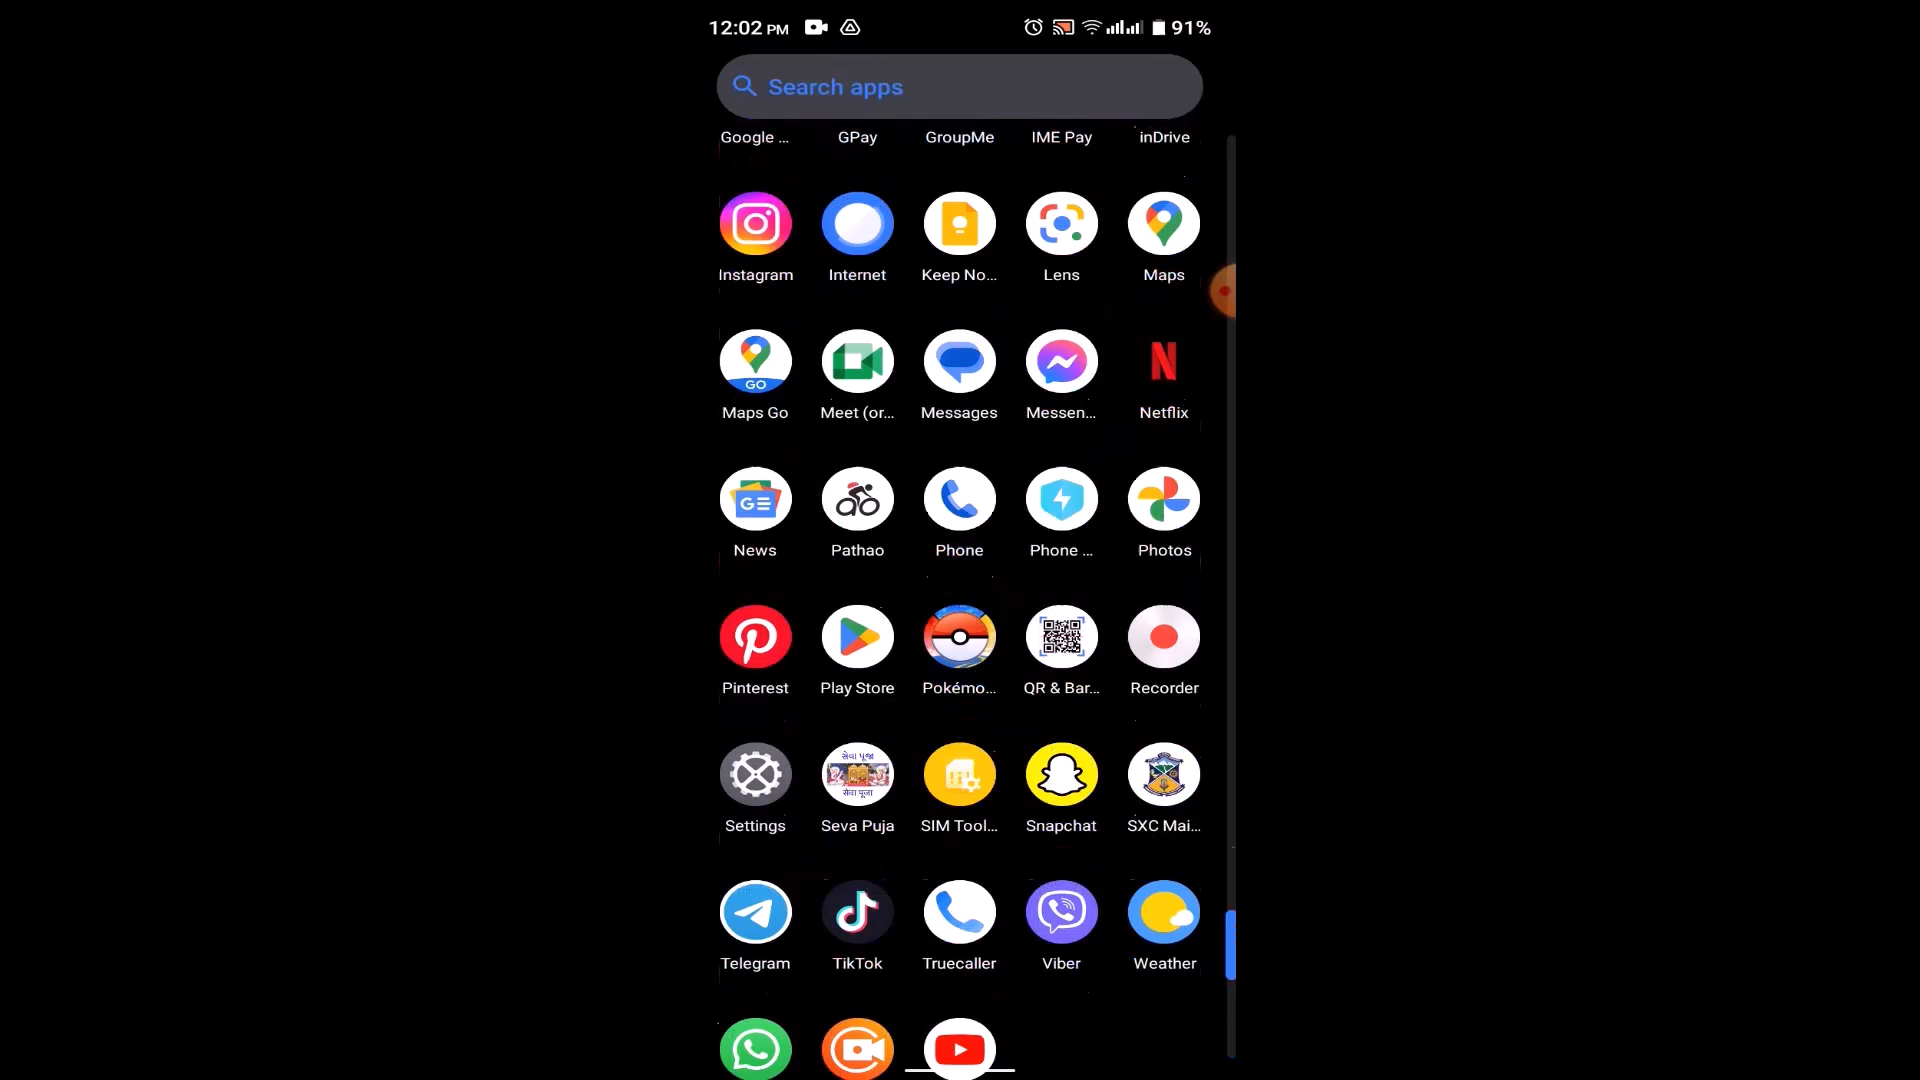 12:02 PM 91%
Search apps
Google ... GPay GroupMe IME Pay inDrive
Instagram Internet Keep No... Lens Maps
GO
Maps Go Meet (or... Messages Messen... Netflix
News Pathao Phone Phone ... Photos
Pinterest Play Store Pokémo... QR & Bar... Recorder
સેવા પૂજા
सेवा पूजा
Settings Seva Puja SIM Tool... Snapchat SXC Mai...
Telegram TikTok Truecaller Viber Weather